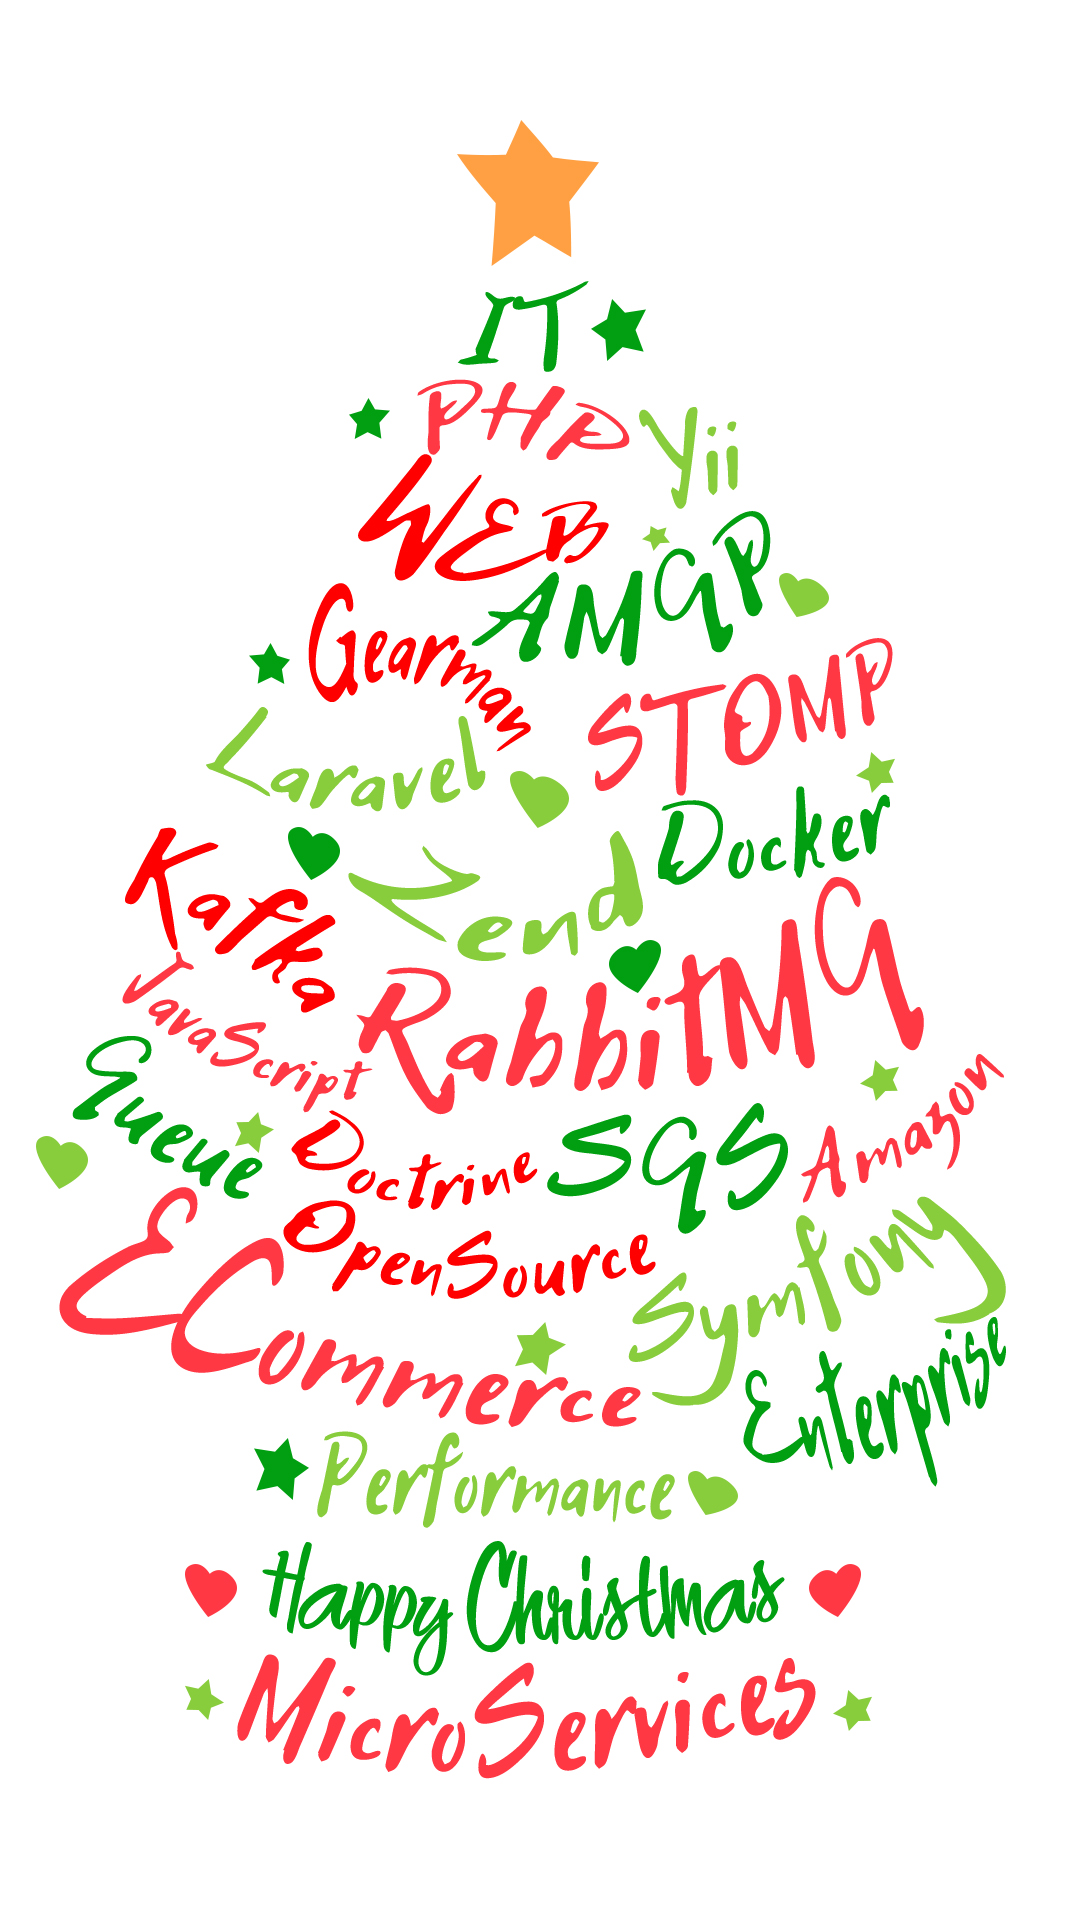 IT
PHP Yii
WEB
AMQP
Gearman
STOMP
Laravel
Docker
Kafka
Zend
RabbitMQ
JavaScript
Queue
Amazon
Doctrine SQS
OpenSource
Symfony
ECommerce
Enterprise
Performance
Happy Christmas
MicroServices